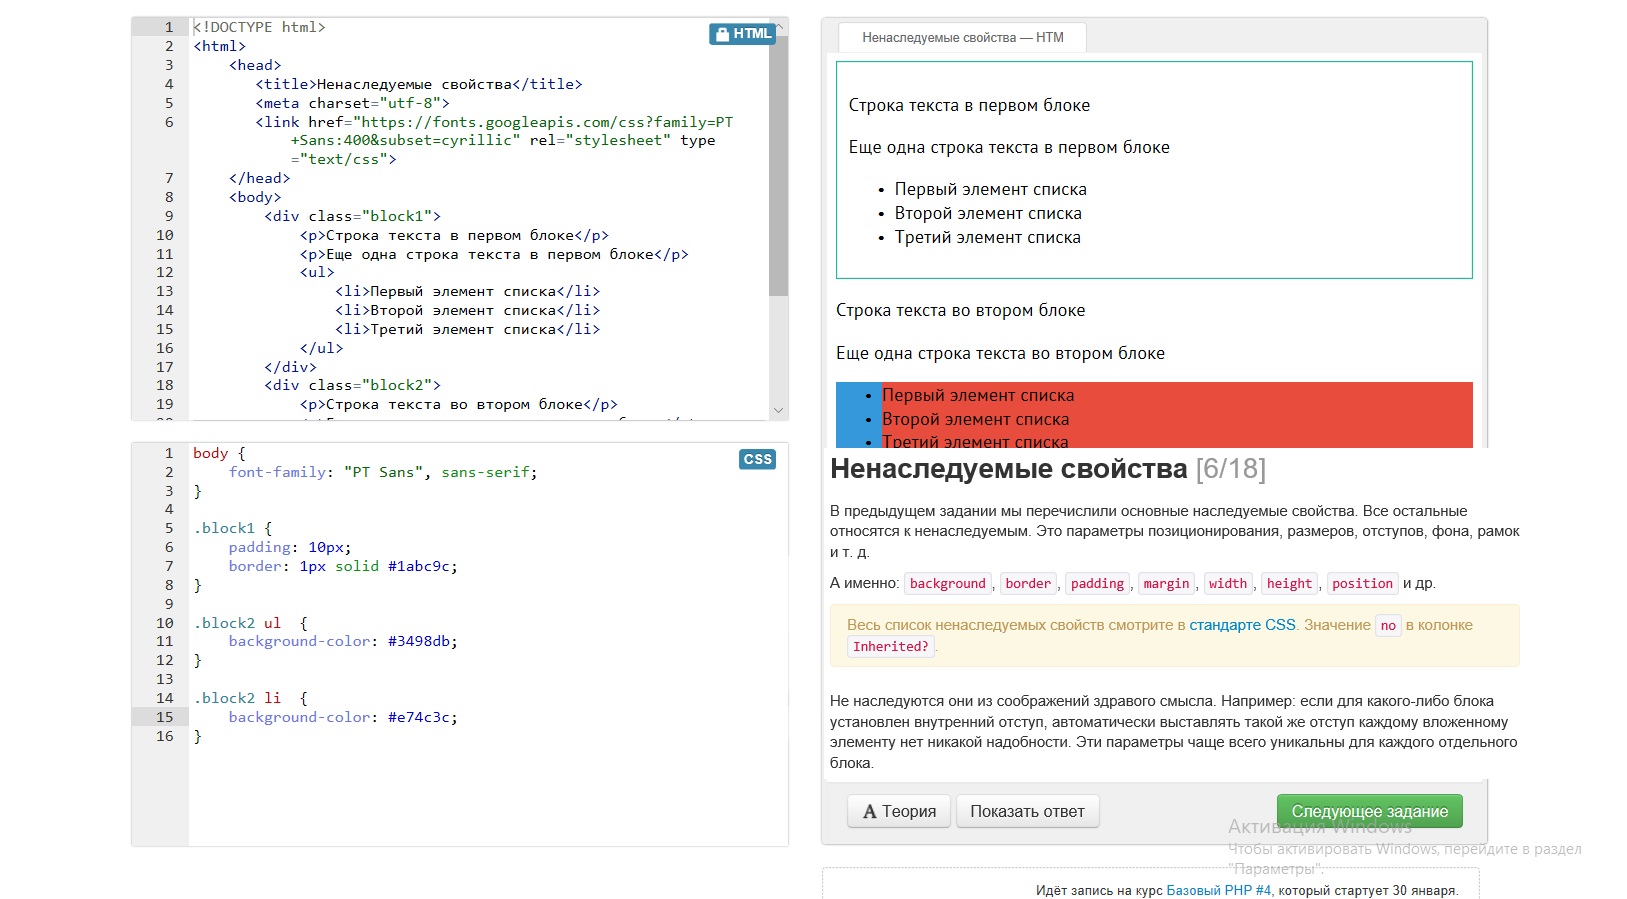 1 <!DOCTYPE html>
HTML
2 <html>
3 <head>
4 <title>Ненаследуемые свойства</title>
5 <meta charset="utf-8">
6 <link href="https://fonts.googleapis.com/css?family=PT
+Sans:400&subset=cyrillic" rel="stylesheet" type
="text/css">
7 </head>
8 <body>
9 <div class="block1">
10 <p>Строка текста в первом блоке</p>
11 <p>Еще одна строка текста в первом блоке</p>
12 <ul>
13 <li>Первый элемент списка</li>
14 <li>Второй элемент списка</li>
15 <li>Третий элемент списка</li>
16 </ul>
17 </div>
18 <div class="block2">
19 <p>Строка текста во втором блоке</p>
CSS
1 body {
2 font-family: "PT Sans", sans-serif;
3 }
4
5 .block1 {
6 padding: 10px;
7 border: 1px solid #1abc9c;
8 }
9
10 .block2 ul {
11 background-color: #3498db;
12 }
13
14 .block2 li {
15 background-color: #e74c3c;
16 }
Ненаследуемые свойства — HTM
Строка текста в первом блоке
Еще одна строка текста в первом блоке
• Первый элемент списка
• Второй элемент списка
• Третий элемент списка
Строка текста во втором блоке
Еще одна строка текста во втором блоке
• Первый элемент списка
• Второй элемент списка
• Третий элемент списка
Ненаследуемые свойства [6/18]
В предыдущем задании мы перечислили основные наследуемые свойства. Все остальные
относятся к ненаследуемым. Это параметры позиционирования, размеров, отступов, фона, рамок
и т. д.
А именно: background, border, padding, margin, width, height, position и др.
Весь список ненаследуемых свойств смотрите в стандарте CSS. Значение no в колонке
Inherited?.
Не наследуются они из соображений здравого смысла. Например: если для какого-либо блока
установлен внутренний отступ, автоматически выставлять такой же отступ каждому вложенному
элементу нет никакой надобности. Эти параметры чаще всего уникальны для каждого отдельного
блока.
A Теория
Показать ответ
Следующее задание
Активация Windows
Чтобы активировать Windows, перейдите в раздел
"Параметры".
Идёт запись на курс Базовый PHP #4, который стартует 30 января.